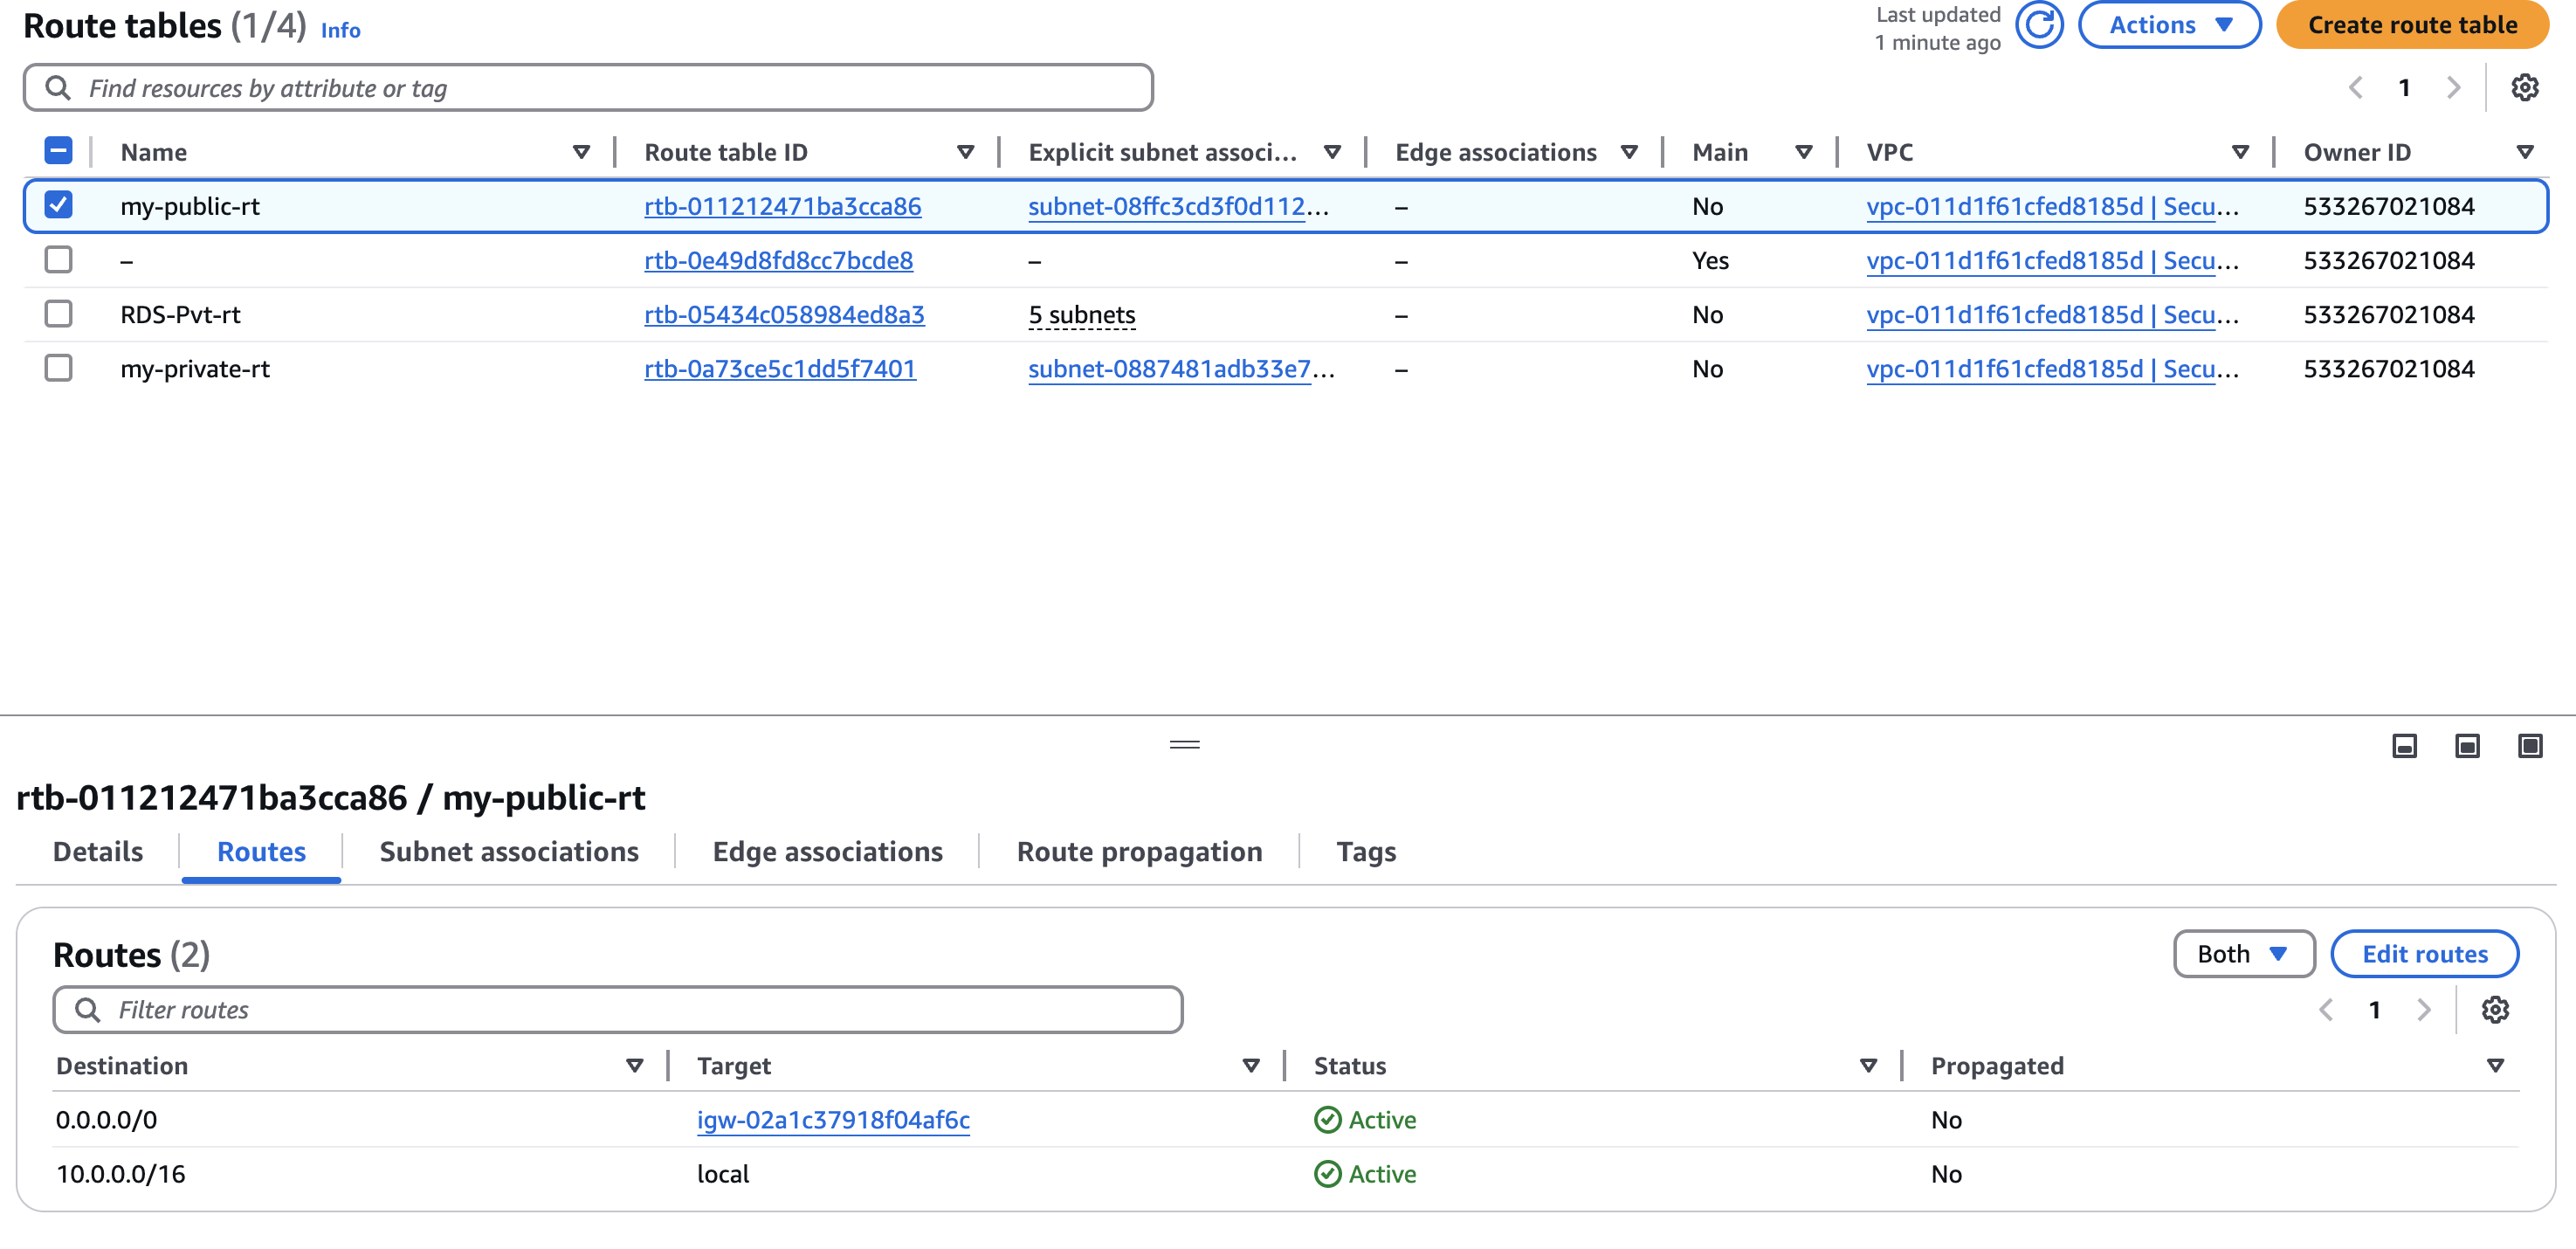 Route tables (1/4) Info
Last updated
1 minute ago
Actions
Create route table
Find resources by attribute or tag
1
Name Route table ID Explicit subnet associ... Edge associations Main VPC Owner ID
my-public-rt rtb-011212471ba3cca86 subnet-08ffc3cd3f0d112... – No vpc-011d1f61cfed8185d | Secu... 533267021084
– rtb-0e49d8fd8cc7bcde8 – – Yes vpc-011d1f61cfed8185d | Secu... 533267021084
RDS-Pvt-rt rtb-05434c058984ed8a3 5 subnets – No vpc-011d1f61cfed8185d | Secu... 533267021084
my-private-rt rtb-0a73ce5c1dd5f7401 subnet-0887481adb33e7... – No vpc-011d1f61cfed8185d | Secu... 533267021084
rtb-011212471ba3cca86 / my-public-rt
Details Routes Subnet associations Edge associations Route propagation Tags
Routes (2)
Both
Edit routes
Filter routes
1
Destination Target Status Propagated
0.0.0.0/0 igw-02a1c37918f04af6c Active No
10.0.0.0/16 local Active No